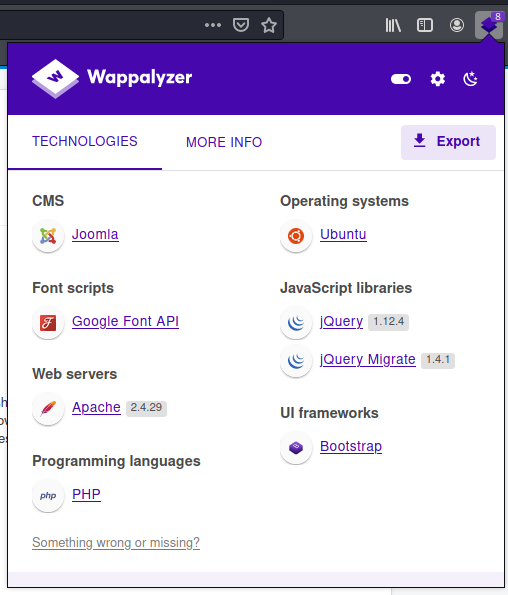 8
W Wappalyzer
TECHNOLOGIES
MORE INFO
Export
CMS
Joomla
Font scripts
Google Font API
Web servers
Apache 2.4.29
Programming languages
php PHP
Something wrong or missing?
Operating systems
Ubuntu
JavaScript libraries
jQuery 1.12.4
jQuery Migrate 1.4.1
UI frameworks
Bootstrap